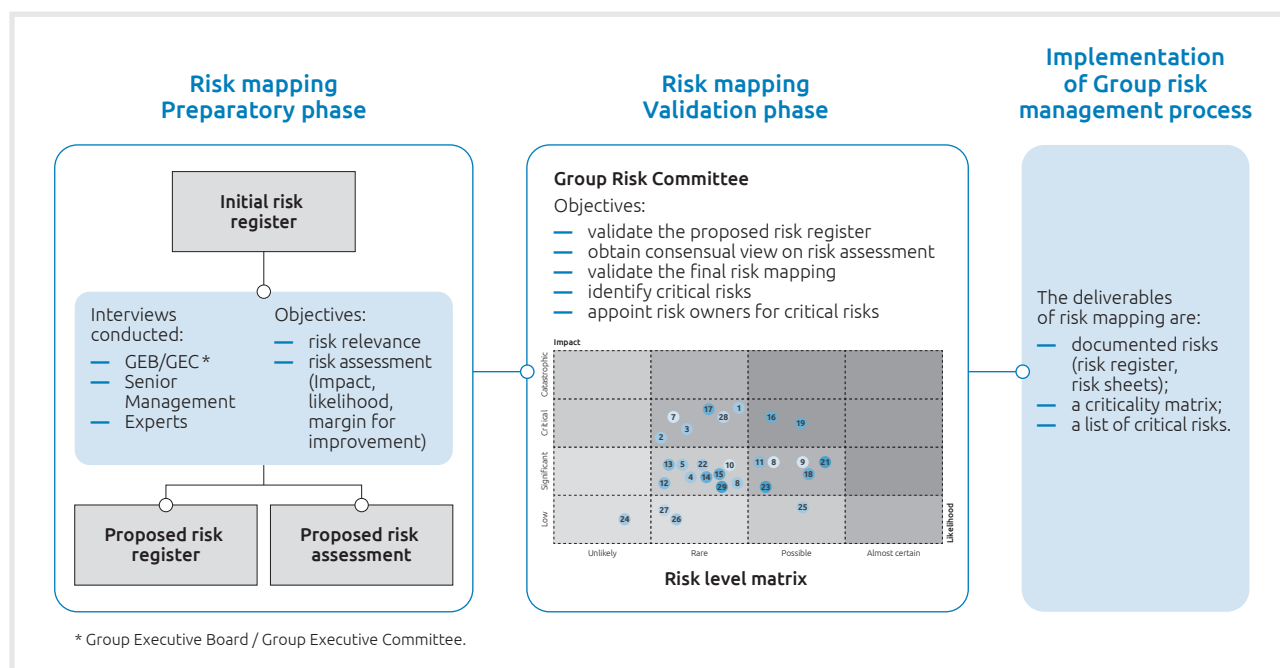 Risk mapping
Preparatory phase
Risk mapping
Validation phase
Implementation
of Group risk
management process
Initial risk
register
Interviews
conducted:
— GEB/GEC *
— Senior
Management
— Experts
Objectives:
— risk relevance
— risk assessment
(Impact,
likelihood,
margin for
improvement)
Proposed risk
register
Proposed risk
assessment
Group Risk Committee
Objectives:
— validate the proposed risk register
— obtain consensual view on risk assessment
— validate the final risk mapping
— identify critical risks
— appoint risk owners for critical risks
Impact
Catastrophic
Critical
7
17
1
28
3
2
16
19
Significant
13
5
22
10
4
14
15
12
29
8
11
8
9
21
18
23
Low
24
27
26
25
Unlikely
Rare
Possible
Almost certain
Likelihood
Risk level matrix
The deliverables
of risk mapping are:
— documented risks
(risk register,
risk sheets);
— a criticality matrix;
— a list of critical risks.
* Group Executive Board / Group Executive Committee.